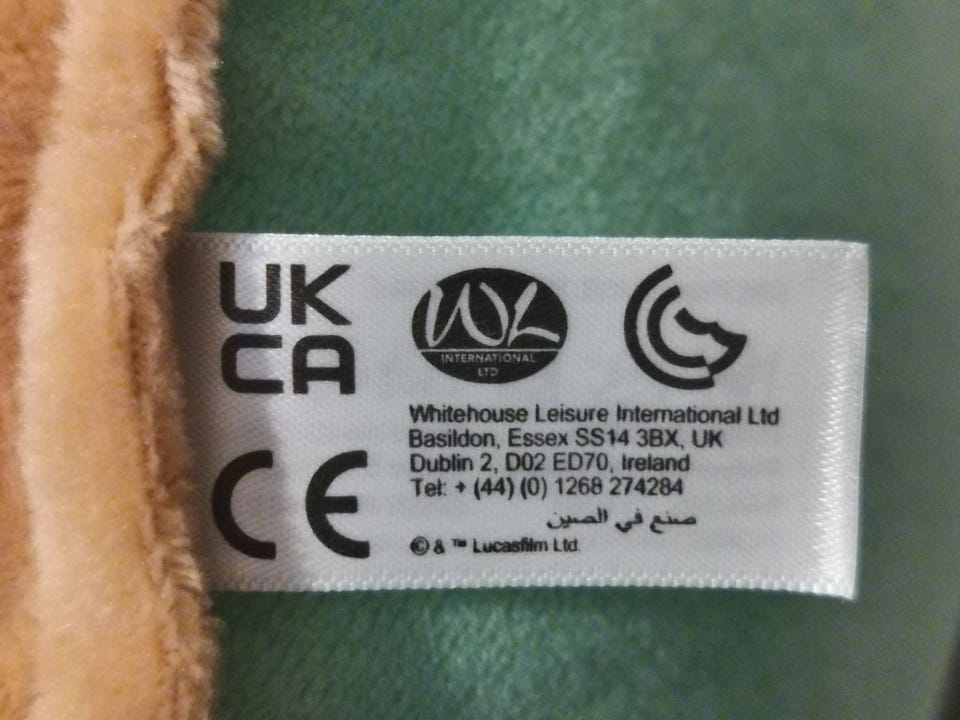 UK
CA
CE
WL
INTERNATIONAL
LTD
Whitehouse Leisure International Ltd
Basildon, Essex SS14 3BX, UK
Dublin 2, D02 ED70, Ireland
Tel: + (44) (0) 1268 274284
صنع في الصين
© & ™ Lucasfilm Ltd.